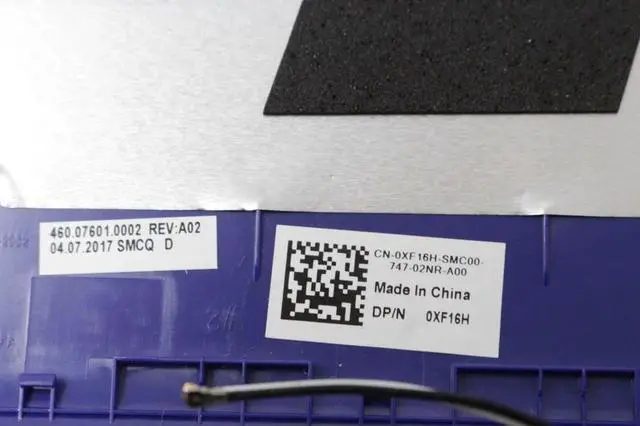 460.07601.0002 REV:A02
04.07.2017 SMCQ D
CN-0XF16H-SMC00-
747-02NR-A00
Made In China
DP/N 0XF16H